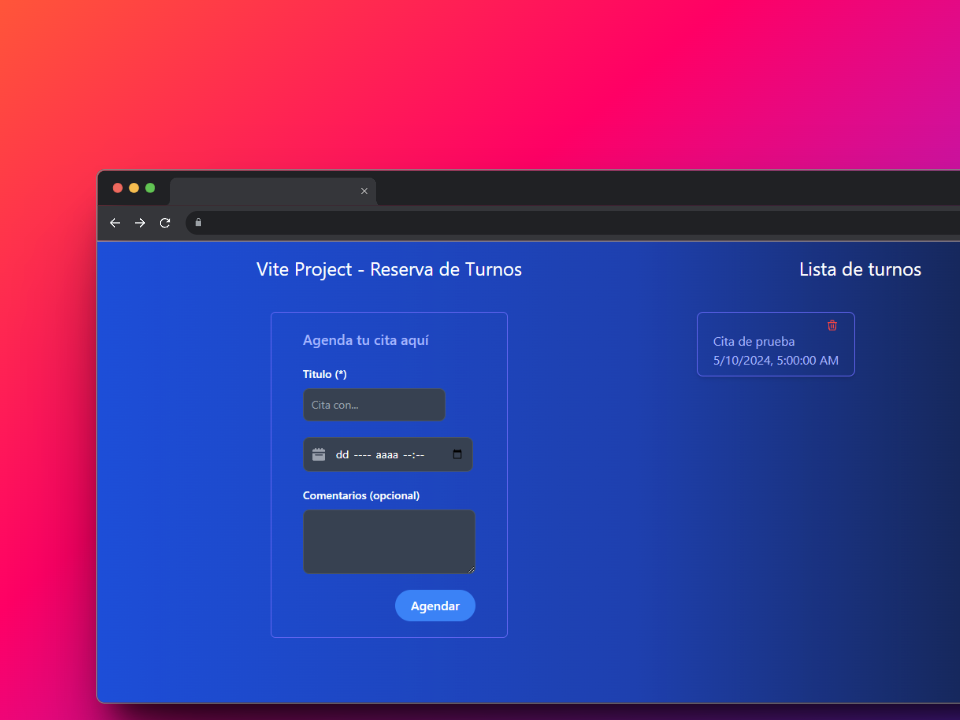 Vite Project - Reserva de Turnos
Agenda tu cita aquí
Titulo (*)
Cita con...
dd ---- aaaa --:--
Comentarios (opcional)
Agendar
Lista de turnos
Cita de prueba
5/10/2024, 5:00:00 AM